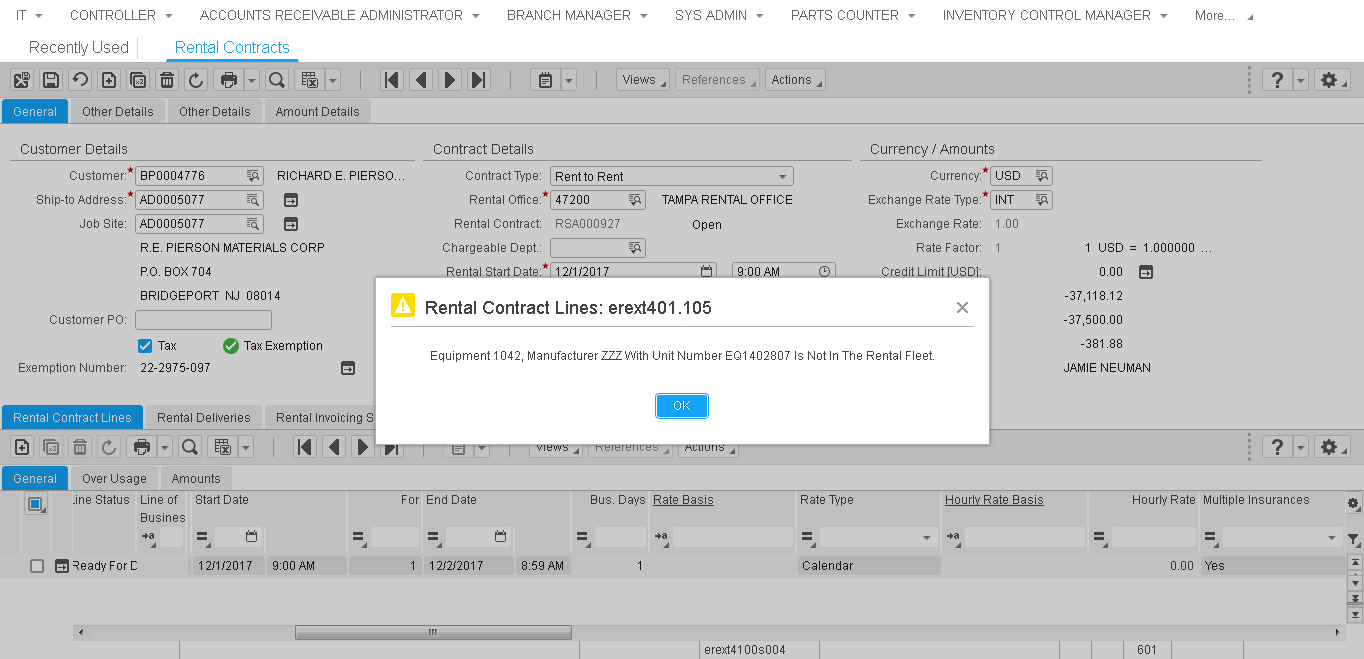 IT CONTROLLER ACCOUNTS RECEIVABLE ADMINISTRATOR BRANCH MANAGER SYS ADMIN PARTS COUNTER INVENTORY CONTROL MANAGER More...
Recently Used Rental Contracts
Views References Actions ?
General Other Details Other Details Amount Details
Customer Details Contract Details Currency / Amounts
Customer:* BP0004776 RICHARD E. PIERSO... Contract Type: Rent to Rent Currency:* USD
Ship-to Address:* AD0005077 Rental Office:* 47200 TAMPA RENTAL OFFICE Exchange Rate Type:* INT
Job Site: AD0005077 Rental Contract: RSA000927 Open Exchange Rate: 1.00
R.E. PIERSON MATERIALS CORP Chargeable Dept.: Rate Factor: 1 1 USD = 1.000000 ...
P.O. BOX 704 Rental Start Date:* 12/1/2017 9:00 AM Credit Limit [USD]: 0.00
BRIDGEPORT NJ 08014 -37,118.12
Customer PO: -37,500.00
Tax Tax Exemption -381.88
Exemption Number: 22-2975-097 JAMIE NEUMAN
Rental Contract Lines: erext401.105
Equipment 1042, Manufacturer ZZZ With Unit Number EQ1402807 Is Not In The Rental Fleet.
OK
Rental Contract Lines Rental Deliveries Rental Invoicing S
Views References Actions ?
General Over Usage Amounts
Line Status Line of Start Date For End Date Bus. Days Rate Basis Rate Type Hourly Rate Basis Hourly Rate Multiple Insurances
Busines
Ready For D 12/1/2017 9:00 AM 1 12/2/2017 8:59 AM 1 Calendar 0.00 Yes
erext4100s004 601